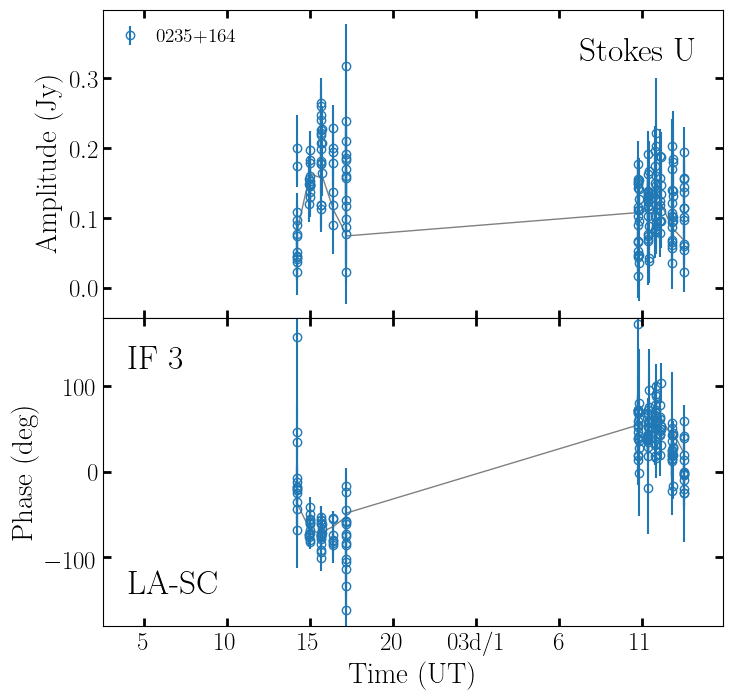 0235+164
Stokes U
Amplitude (Jy)
0.3
0.2
0.1
0.0
IF 3
Phase (deg)
100
0
−100
LA-SC
5 10 15 20 03d/1 6 11
Time (UT)